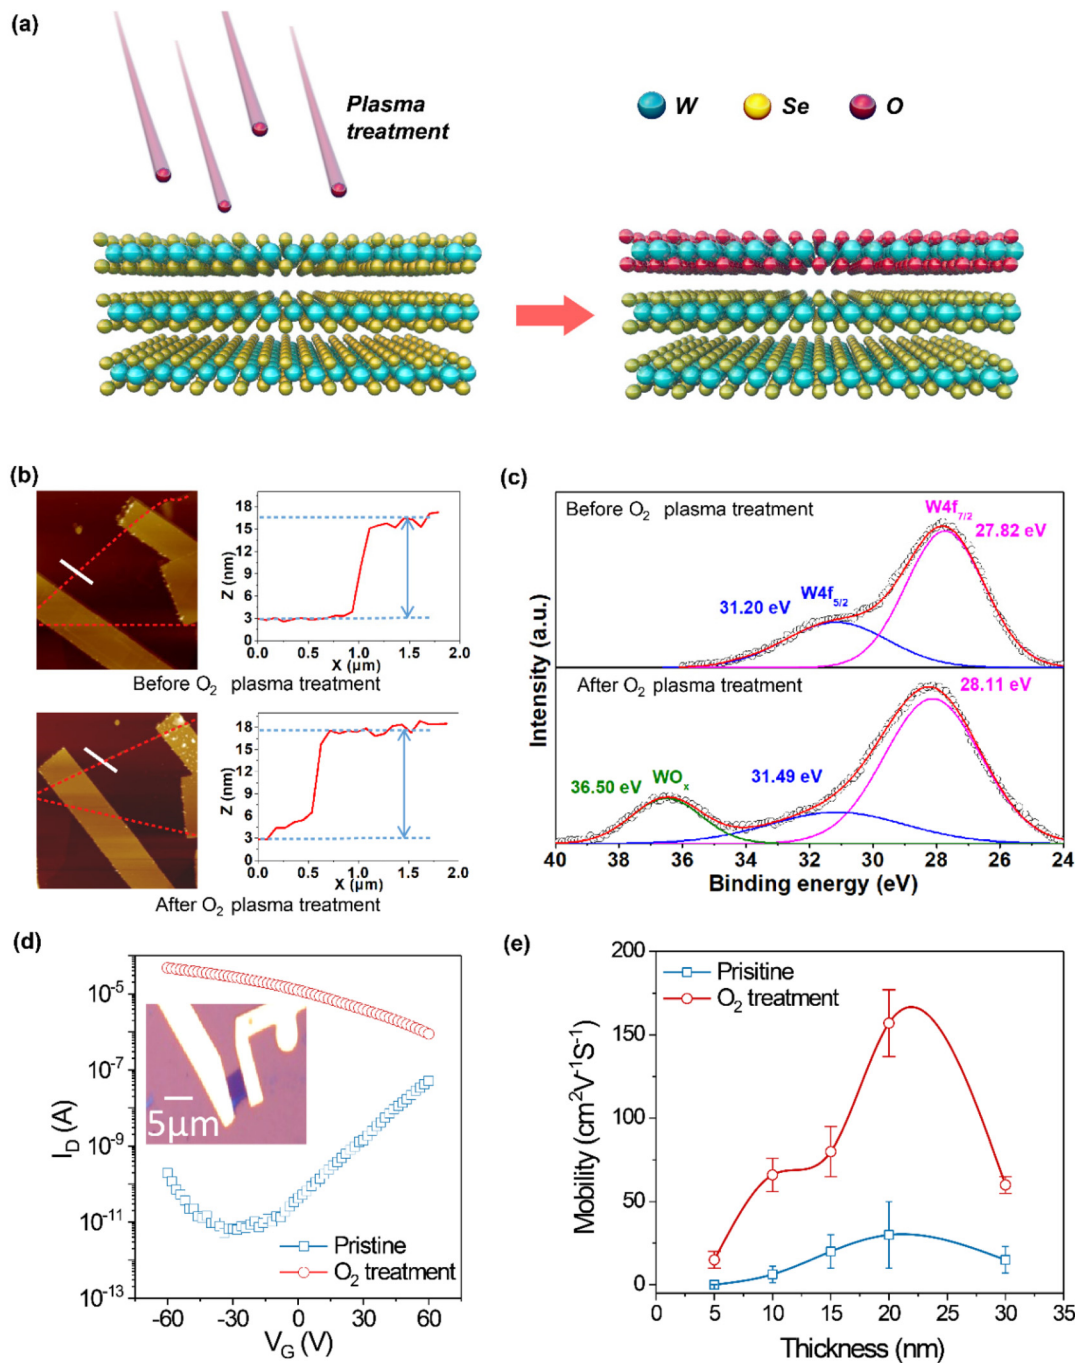 (a)
Plasma
treatment
W Se O
(b)
18
15
12
9
6
3
0
Z (nm)
0.0 0.5 1.0 1.5 2.0
X (μm)
Before O₂ plasma treatment
18
15
12
9
6
3
0
Z (nm)
0.0 0.5 1.0 1.5 2.0
X (μm)
After O₂ plasma treatment
(c)
Before O₂ plasma treatment
W4f₇/₂
27.82 eV
W4f₅/₂
31.20 eV
After O₂ plasma treatment
28.11 eV
31.49 eV
WOₓ
36.50 eV
Intensity (a.u.)
40 38 36 34 32 30 28 26 24
Binding energy (eV)
(d)
10⁻⁵
10⁻⁷
10⁻⁹
10⁻¹¹
10⁻¹³
I_D (A)
5μm
Pristine
O₂ treatment
-60 -30 0 30 60
V_G (V)
(e)
200
150
100
50
0
Mobility (cm²V⁻¹S⁻¹)
Prisitine
O₂ treatment
0 5 10 15 20 25 30 35
Thickness (nm)